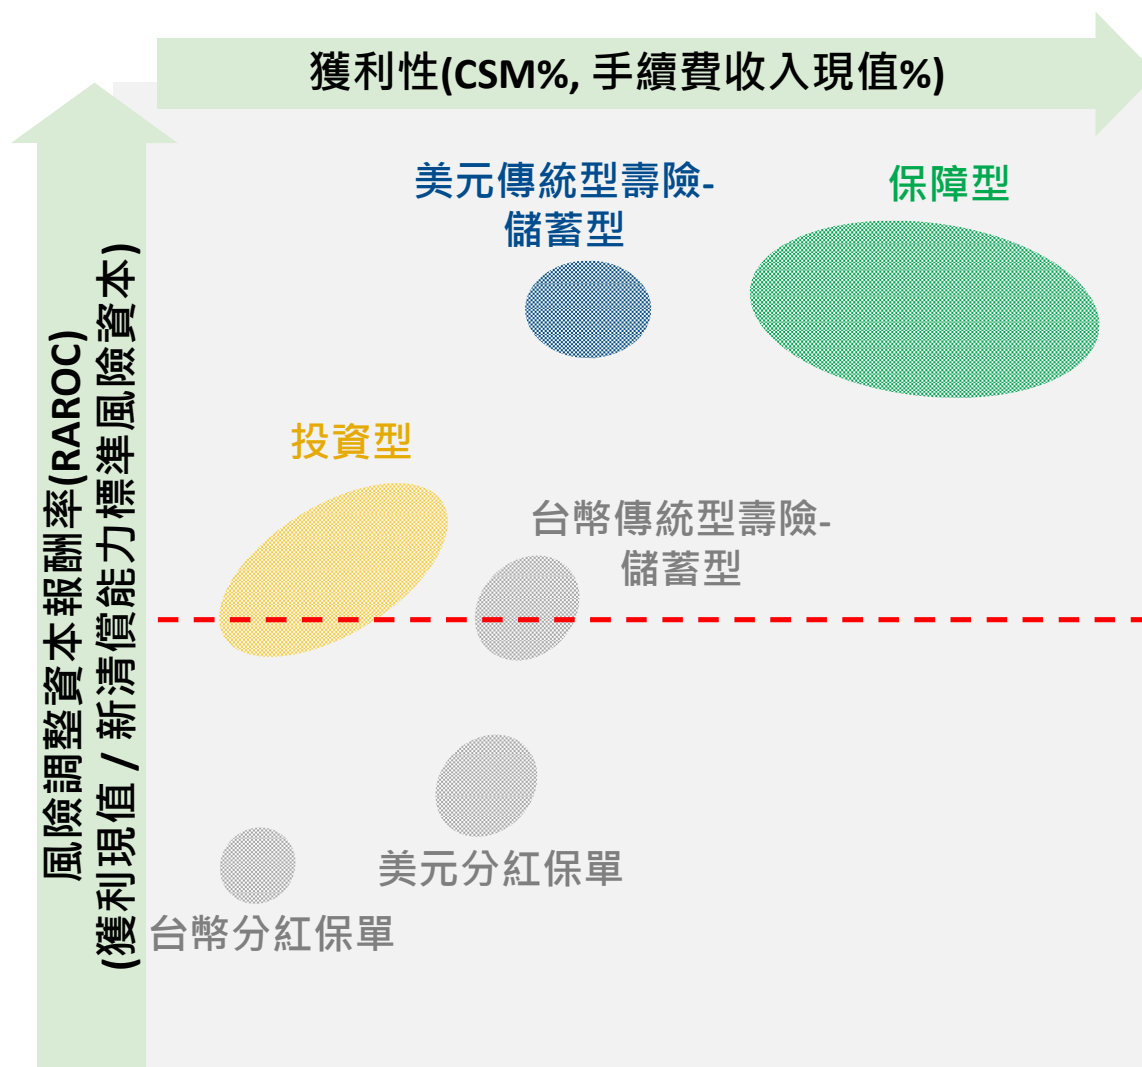 獲利性(CSM%, 手續費收入現值%)
風險調整資本報酬率(RAROC)
(獲利現值 / 新清償能力標準風險資本)
美元傳統型壽險-
儲蓄型
保障型
投資型
台幣傳統型壽險-
儲蓄型
美元分紅保單
台幣分紅保單